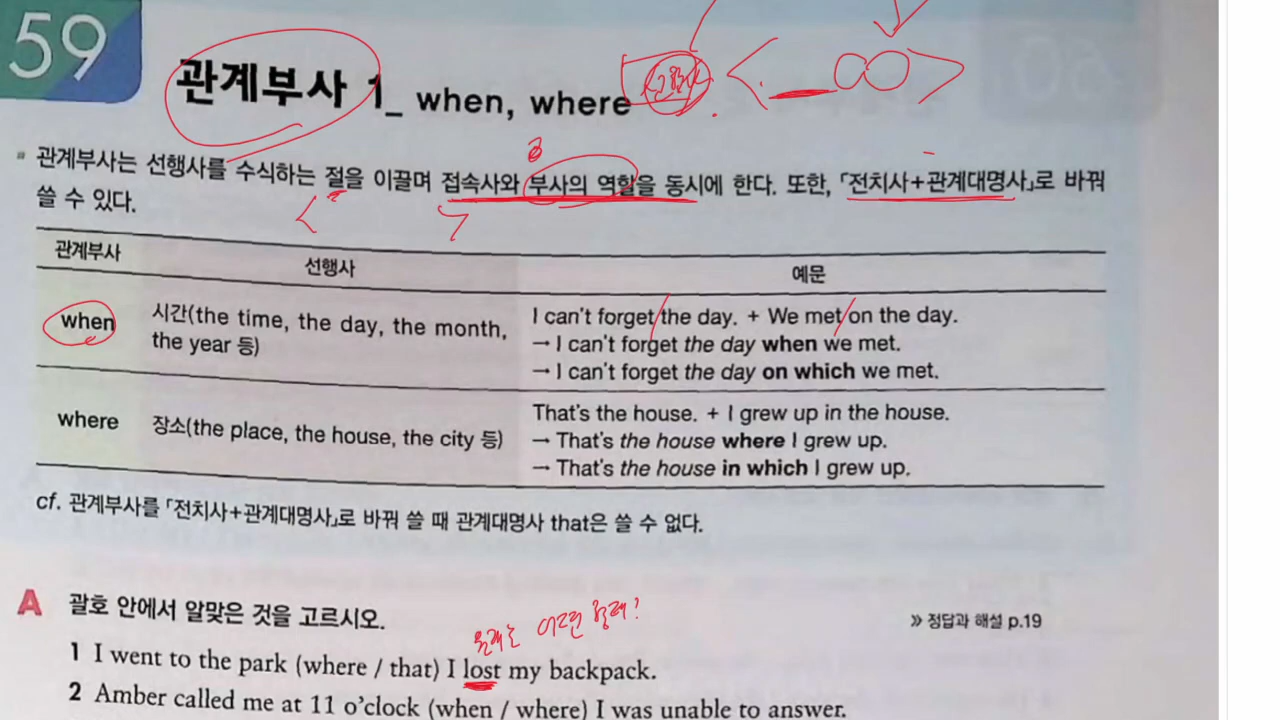 59
관계부사 1_ when, where
관계부사는 선행사를 수식하는 절을 이끌며 접속사와 부사의 역할을 동시에 한다. 또한, 「전치사+관계대명사」로 바꿔
쓸 수 있다.
관계부사 선행사 예문
when 시간(the time, the day, the month, the year 등)
I can't forget the day. + We met on the day.
→ I can't forget the day when we met.
→ I can't forget the day on which we met.
where 장소(the place, the house, the city 등)
That's the house. + I grew up in the house.
→ That's the house where I grew up.
→ That's the house in which I grew up.
cf. 관계부사를 「전치사+관계대명사」로 바꿔 쓸 때 관계대명사 that은 쓸 수 없다.
A 괄호 안에서 알맞은 것을 고르시오.
» 정답과 해설 p.19
1 I went to the park (where / that) I lost my backpack.
2 Amber called me at 11 o'clock (when / where) I was unable to answer.